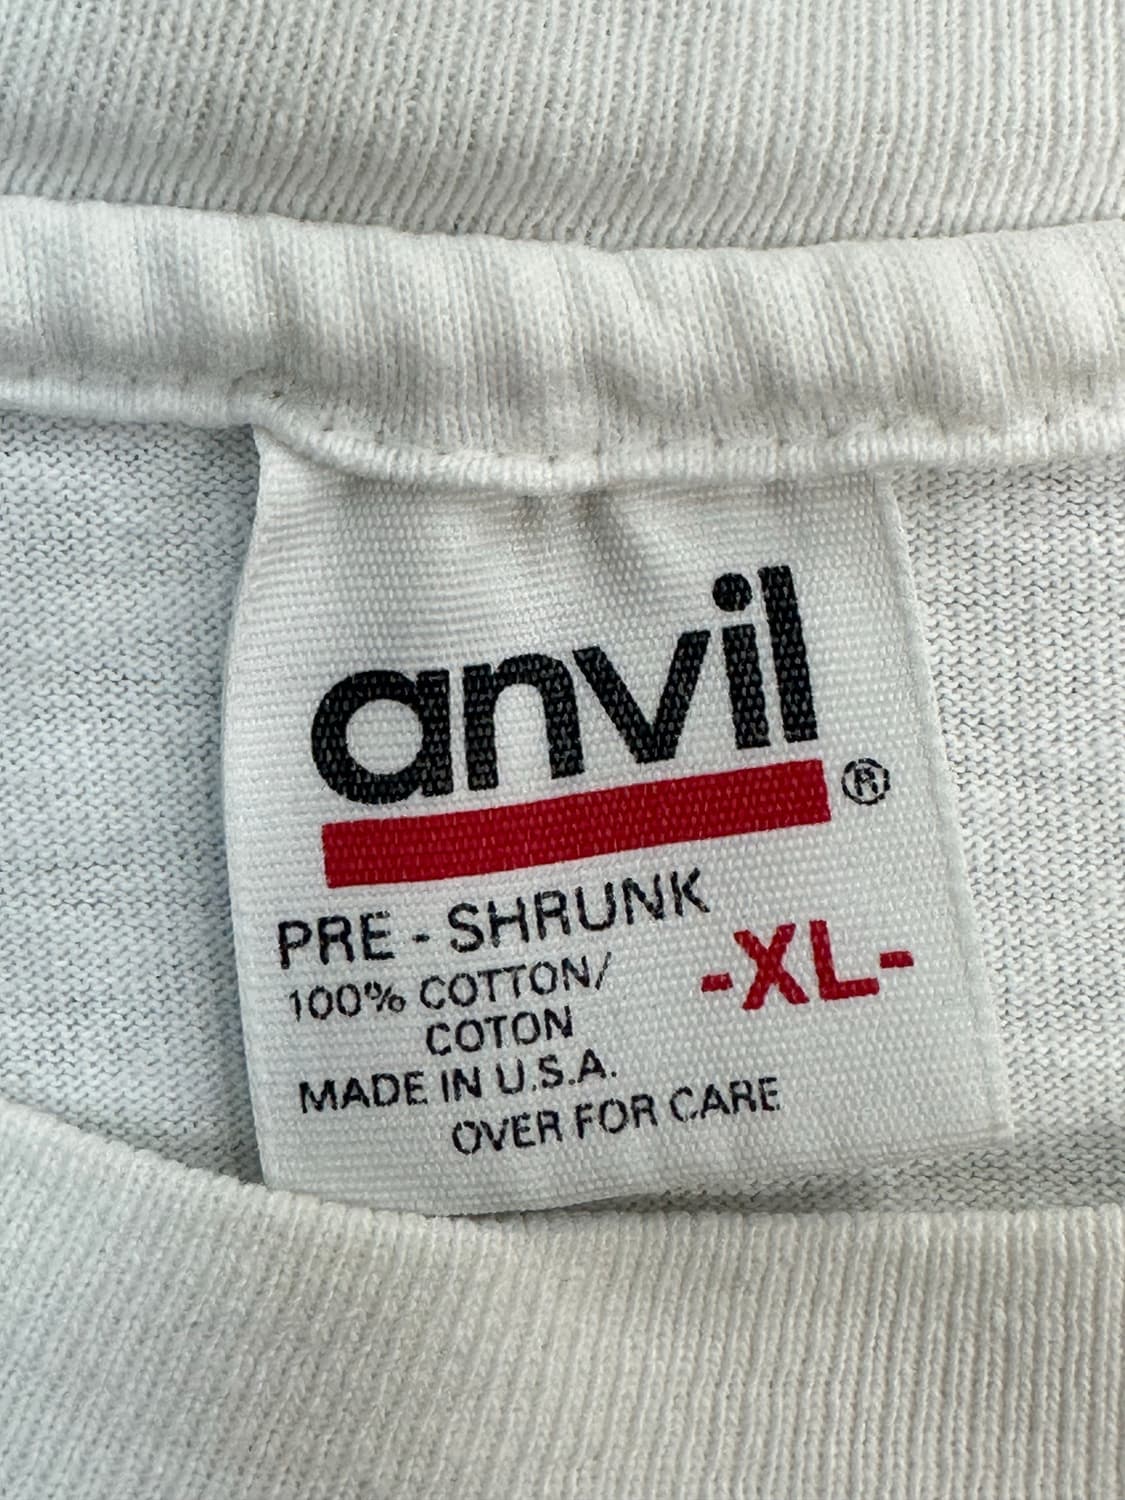 anvil®
PRE - SHRUNK
-XL-
100% COTTON/
COTON
MADE IN U.S.A.
OVER FOR CARE